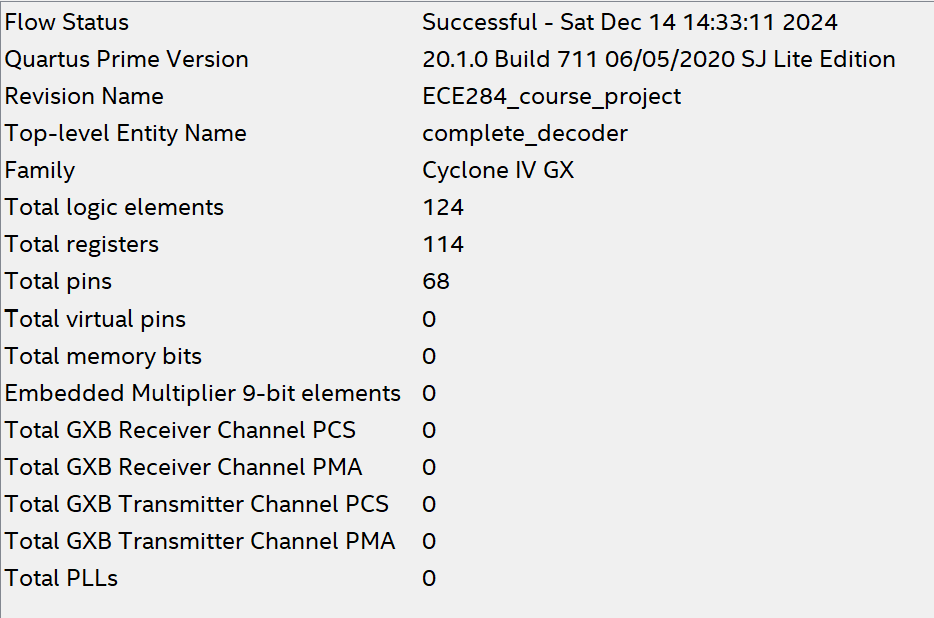 Flow Status Successful - Sat Dec 14 14:33:11 2024
Quartus Prime Version 20.1.0 Build 711 06/05/2020 SJ Lite Edition
Revision Name ECE284_course_project
Top-level Entity Name complete_decoder
Family Cyclone IV GX
Total logic elements 124
Total registers 114
Total pins 68
Total virtual pins 0
Total memory bits 0
Embedded Multiplier 9-bit elements 0
Total GXB Receiver Channel PCS 0
Total GXB Receiver Channel PMA 0
Total GXB Transmitter Channel PCS 0
Total GXB Transmitter Channel PMA 0
Total PLLs 0